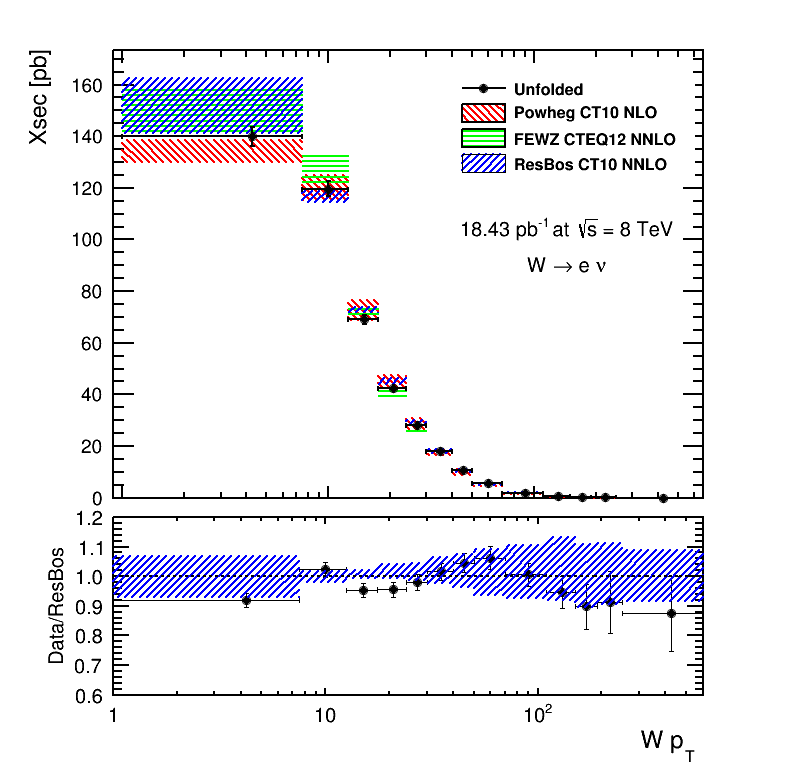 Xsec [pb]
160
140
120
100
80
60
40
20
0
Unfolded
Powheg CT10 NLO
FEWZ CTEQ12 NNLO
ResBos CT10 NNLO
18.43 pb⁻¹ at √s = 8 TeV
W → e ν
Data/ResBos
1.2
1.1
1.0
0.9
0.8
0.7
0.6
1 10 10²
W p_T